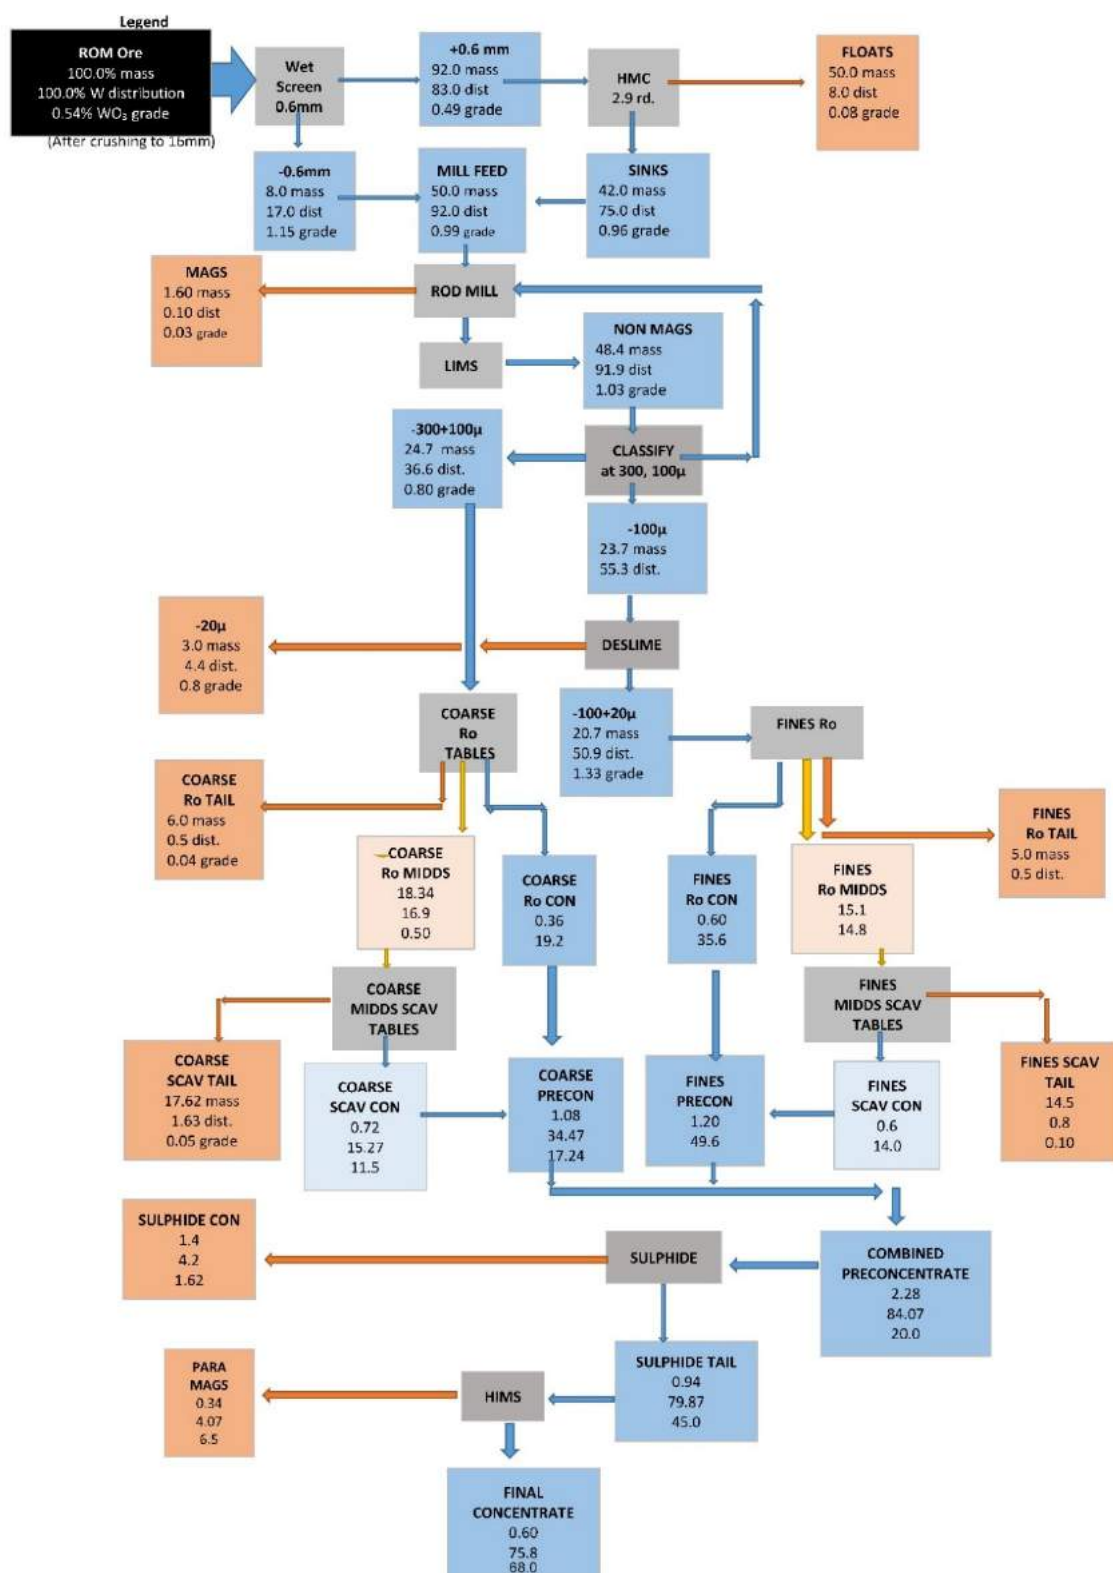 Legend
ROM Ore
100.0% mass
100.0% W distribution
0.54% WO₃ grade
(After crushing to 16mm)
Wet
Screen
0.6mm
+0.6 mm
92.0 mass
83.0 dist
0.49 grade
HMC
2.9 rd.
FLOATS
50.0 mass
8.0 dist
0.08 grade
-0.6mm
8.0 mass
17.0 dist
1.15 grade
MILL FEED
50.0 mass
92.0 dist
0.99 grade
SINKS
42.0 mass
75.0 dist
0.96 grade
MAGS
1.60 mass
0.10 dist
0.03 grade
ROD MILL
LIMS
NON MAGS
48.4 mass
91.9 dist
1.03 grade
-300+100µ
24.7 mass
36.6 dist.
0.80 grade
CLASSIFY
at 300, 100µ
-100µ
23.7 mass
55.3 dist.
-20µ
3.0 mass
4.4 dist.
0.8 grade
DESLIME
COARSE
Ro
TABLES
-100+20µ
20.7 mass
50.9 dist.
1.33 grade
FINES Ro
COARSE
Ro TAIL
6.0 mass
0.5 dist.
0.04 grade
COARSE
Ro MIDDS
18.34
16.9
0.50
COARSE
Ro CON
0.36
19.2
FINES
Ro CON
0.60
35.6
FINES
Ro MIDDS
15.1
14.8
FINES
Ro TAIL
5.0 mass
0.5 dist.
COARSE
MIDDS SCAV
TABLES
FINES
MIDDS SCAV
TABLES
COARSE
SCAV TAIL
17.62 mass
1.63 dist.
0.05 grade
COARSE
SCAV CON
0.72
15.27
11.5
COARSE
PRECON
1.08
34.47
17.24
FINES
PRECON
1.20
49.6
FINES
SCAV CON
0.6
14.0
FINES SCAV
TAIL
14.5
0.8
0.10
SULPHIDE CON
1.4
4.2
1.62
SULPHIDE
COMBINED
PRECONCENTRATE
2.28
84.07
20.0
PARA
MAGS
0.34
4.07
6.5
HIMS
SULPHIDE TAIL
0.94
79.87
45.0
FINAL
CONCENTRATE
0.60
75.8
68.0